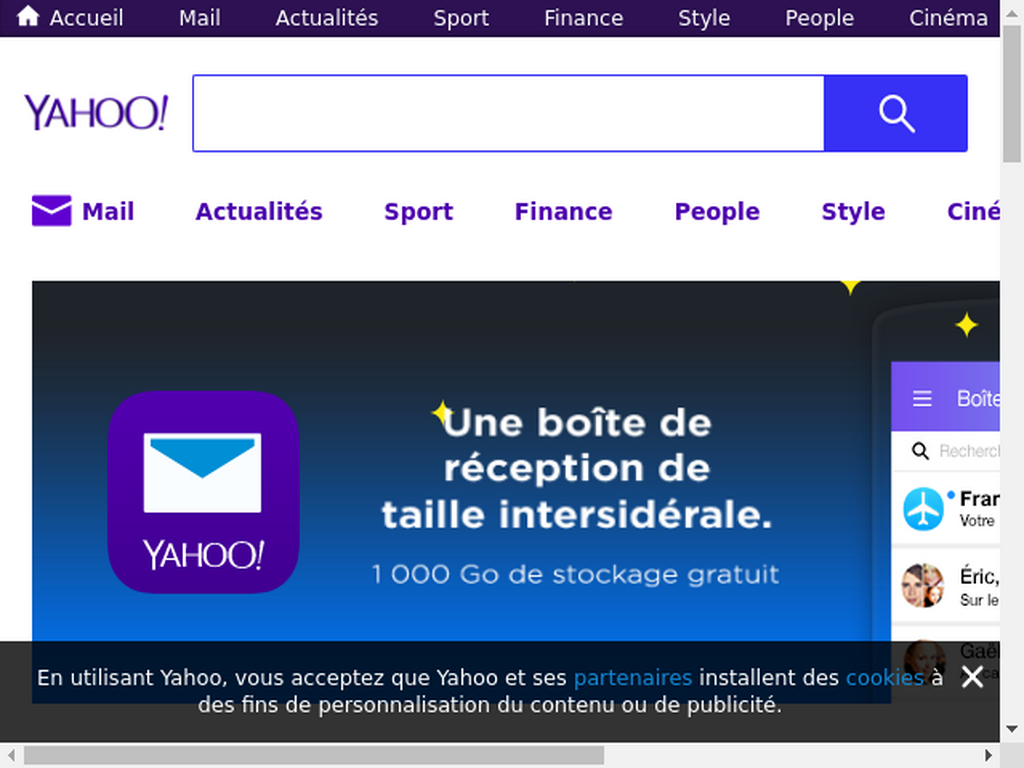 Accueil Mail Actualités Sport Finance Style People Cinéma
YAHOO!
Mail Actualités Sport Finance People Style Ciné
Une boîte de
réception de
taille intersidérale.
1 000 Go de stockage gratuit
YAHOO!
Boîte
Recherch
Fran
Votre
Éric,
Sur le
Gaël
En utilisant Yahoo, vous acceptez que Yahoo et ses partenaires installent des cookies à
des fins de personnalisation du contenu ou de publicité.